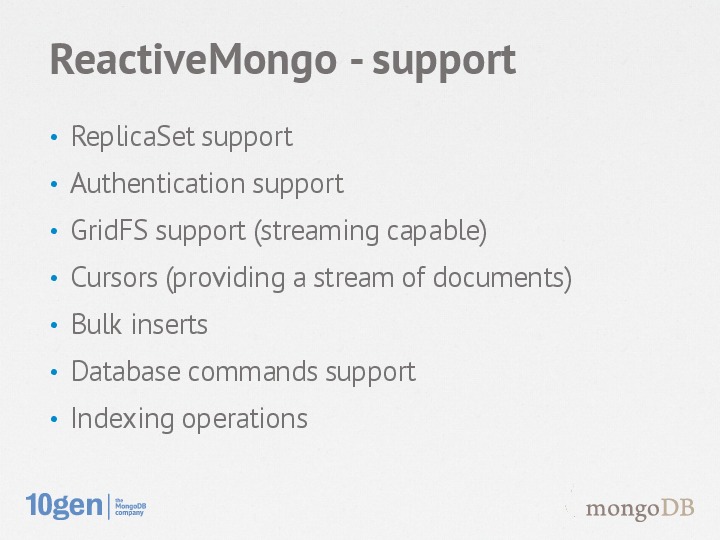 ReactiveMongo - support
• ReplicaSet support
• Authentication support
• GridFS support (streaming capable)
• Cursors (providing a stream of documents)
• Bulk inserts
• Database commands support
• Indexing operations
10gen
the
MongoDB
company
mongoDB